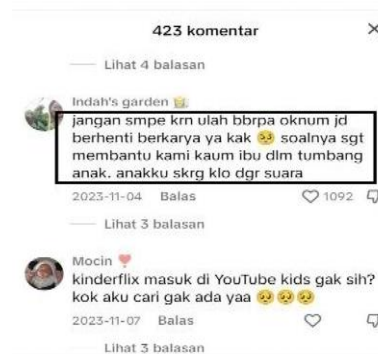 423 komentar
Lihat 4 balasan
Indah's garden
jangan smpe krn ulah bbrpa oknum jd
berhenti berkarya ya kak 🥺 soalnya sgt
membantu kami kaum ibu dlm tumbang
anak. anakku skrg klo dgr suara
2023-11-04 Balas 1092
Lihat 3 balasan
Mocin
kinderflix masuk di YouTube kids gak sih?
kok aku cari gak ada yaa 🥺🥺🥺
2023-11-07 Balas
Lihat 3 balasan